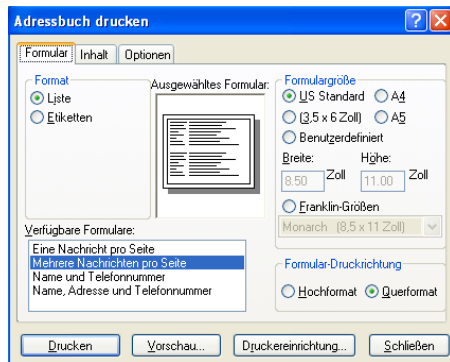 Adressbuch drucken
Formular Inhalt Optionen
Format
Liste
Etiketten
Ausgewähltes Formular:
Formulargröße
US Standard A4
(3,5 x 6 Zoll) A5
Benutzerdefiniert
Breite: Höhe:
8.50 Zoll 11.00 Zoll
Franklin-Größen
Monarch (8,5 x 11 Zoll)
Verfügbare Formulare:
Eine Nachricht pro Seite
Mehrere Nachrichten pro Seite
Name und Telefonnummer
Name, Adresse und Telefonnummer
Formular-Druckrichtung
Hochformat Querformat
Drucken Vorschau... Druckereinrichtung... Schließen